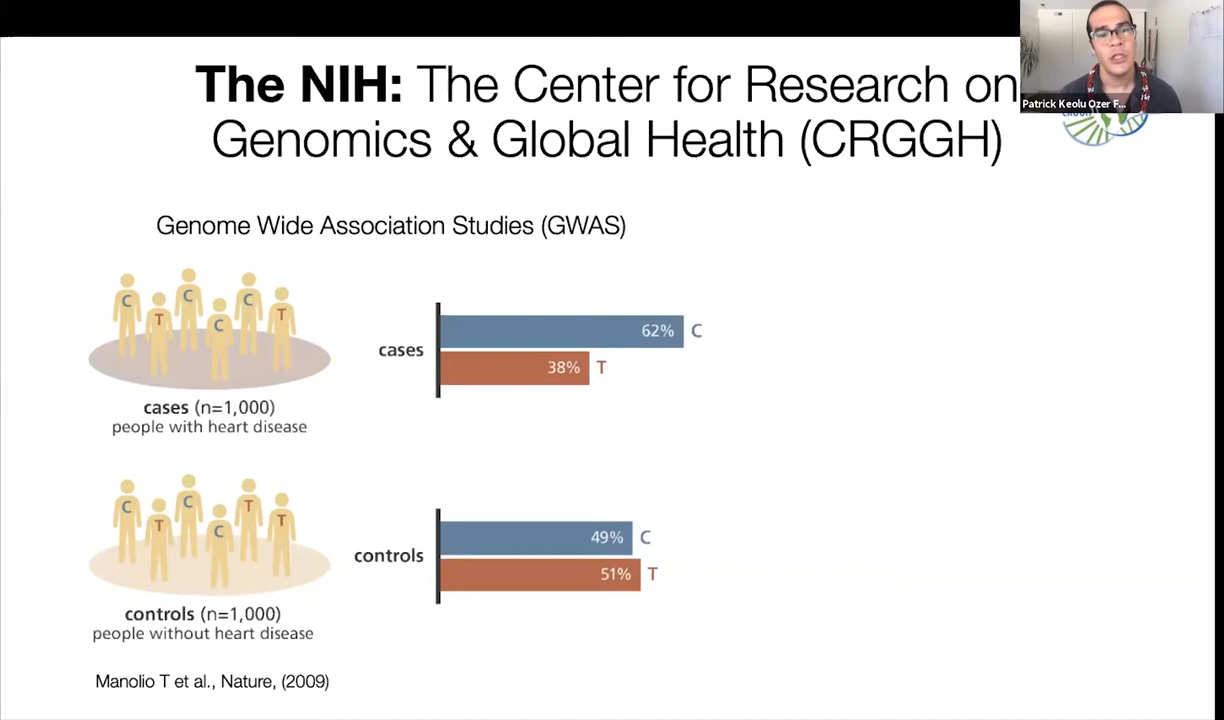 The NIH: The Center for Research on
Genomics & Global Health (CRGGH)
Patrick Keolu Ozer F...
Genome Wide Association Studies (GWAS)
C C C
T C T
cases (n=1,000)
people with heart disease
cases
62% C
38% T
C C T
T C T
controls (n=1,000)
people without heart disease
controls
49% C
51% T
Manolio T et al., Nature, (2009)